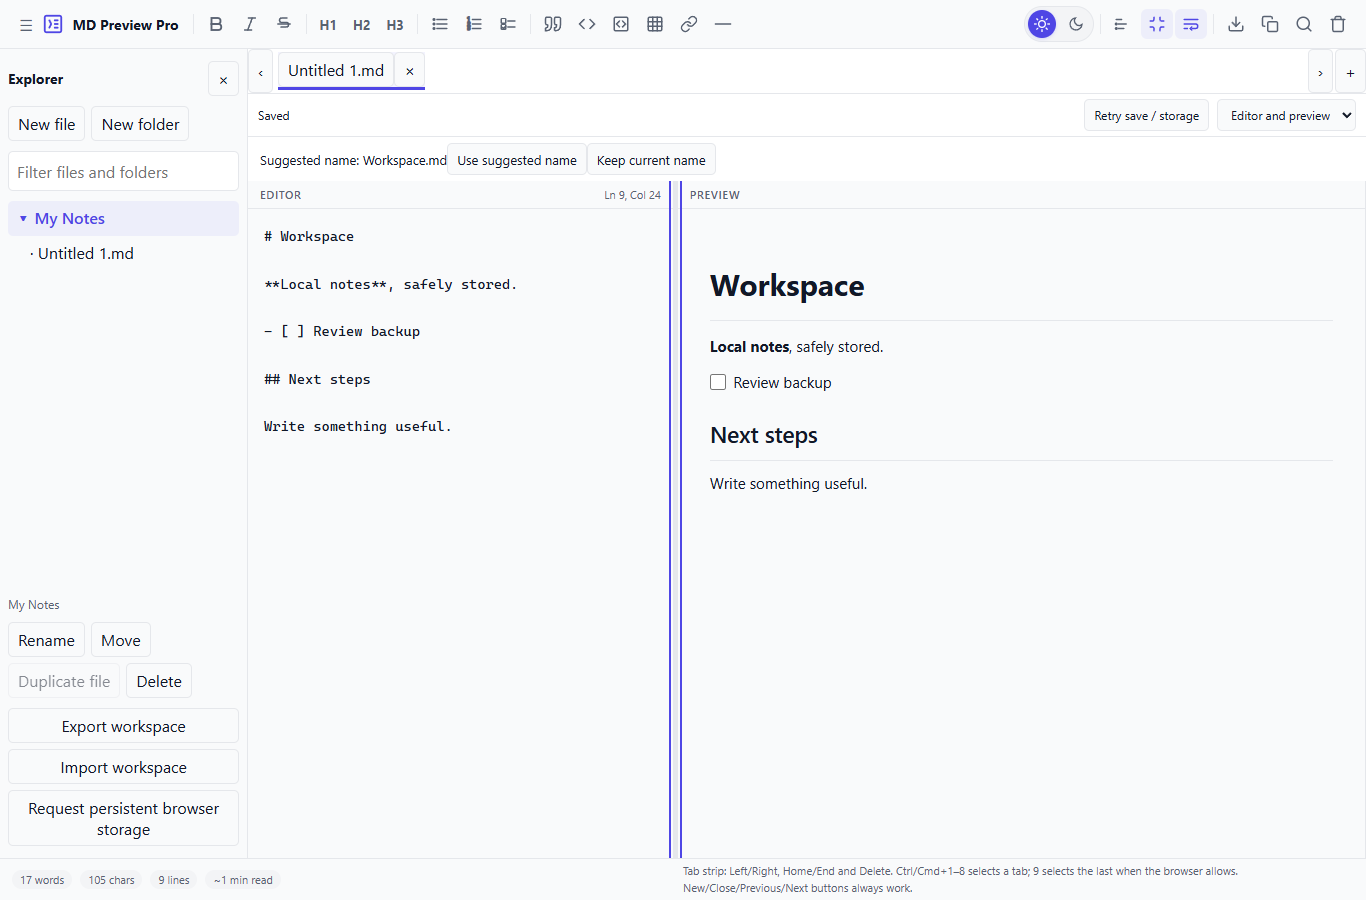 MD Preview Pro
B I S H1 H2 H3
Explorer
×
New file
New folder
Filter files and folders
▾ My Notes
· Untitled 1.md
My Notes
Rename
Move
Duplicate file
Delete
Export workspace
Import workspace
Request persistent browser
storage
‹
Untitled 1.md
×
›
+
Saved
Retry save / storage
Editor and preview
Suggested name: Workspace.md
Use suggested name
Keep current name
EDITOR
Ln 9, Col 24
# Workspace
**Local notes**, safely stored.
- [ ] Review backup
## Next steps
Write something useful.
PREVIEW
Workspace
Local notes, safely stored.
Review backup
Next steps
Write something useful.
17 words
105 chars
9 lines
~1 min read
Tab strip: Left/Right, Home/End and Delete. Ctrl/Cmd+1–8 selects a tab; 9 selects the last when the browser allows.
New/Close/Previous/Next buttons always work.